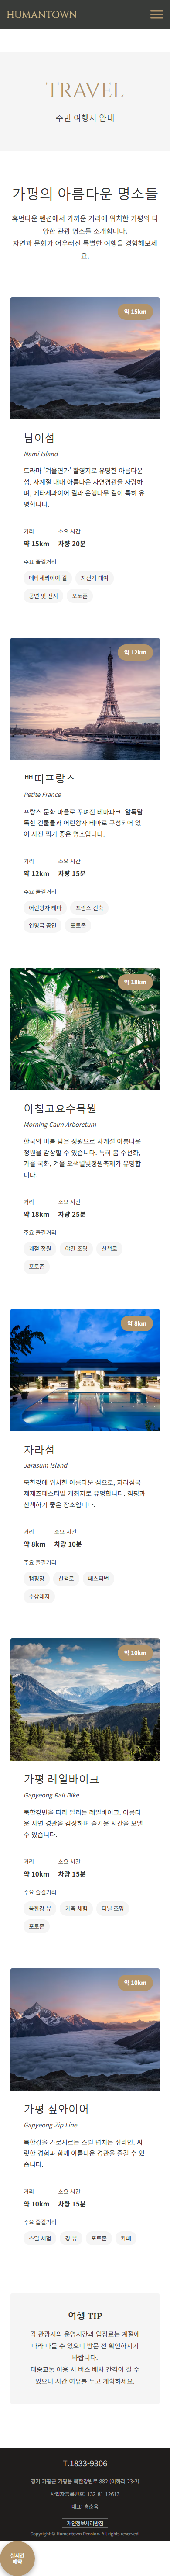 HUMANTOWN
TRAVEL
주변 여행지 안내
가평의 아름다운 명소들
휴먼타운 펜션에서 가까운 거리에 위치한 가평의 다
양한 관광 명소를 소개합니다.
자연과 문화가 어우러진 특별한 여행을 경험해보세
요.
약 15km
남이섬
Nami Island
드라마 '겨울연가' 촬영지로 유명한 아름다운
섬. 사계절 내내 아름다운 자연경관을 자랑하
며, 메타세쿼이아 길과 은행나무 길이 특히 유
명합니다.
거리 소요 시간
약 15km 차량 20분
주요 즐길거리
메타세쿼이아 길 자전거 대여
공연 및 전시 포토존
약 12km
쁘띠프랑스
Petite France
프랑스 문화 마을로 꾸며진 테마파크. 알록달
록한 건물들과 어린왕자 테마로 구성되어 있
어 사진 찍기 좋은 명소입니다.
거리 소요 시간
약 12km 차량 15분
주요 즐길거리
어린왕자 테마 프랑스 건축
인형극 공연 포토존
약 18km
아침고요수목원
Morning Calm Arboretum
한국의 미를 담은 정원으로 사계절 아름다운
정원을 감상할 수 있습니다. 특히 봄 수선화,
가을 국화, 겨울 오색별빛정원축제가 유명합
니다.
거리 소요 시간
약 18km 차량 25분
주요 즐길거리
계절 정원 야간 조명 산책로
포토존
약 8km
자라섬
Jarasum Island
북한강에 위치한 아름다운 섬으로, 자라섬국
제재즈페스티벌 개최지로 유명합니다. 캠핑과
산책하기 좋은 장소입니다.
거리 소요 시간
약 8km 차량 10분
주요 즐길거리
캠핑장 산책로 페스티벌
수상레저
약 10km
가평 레일바이크
Gapyeong Rail Bike
북한강변을 따라 달리는 레일바이크. 아름다
운 자연 경관을 감상하며 즐거운 시간을 보낼
수 있습니다.
거리 소요 시간
약 10km 차량 15분
주요 즐길거리
북한강 뷰 가족 체험 터널 조명
포토존
약 10km
가평 짚와이어
Gapyeong Zip Line
북한강을 가로지르는 스릴 넘치는 짚라인. 짜
릿한 경험과 함께 아름다운 경관을 즐길 수 있
습니다.
거리 소요 시간
약 10km 차량 15분
주요 즐길거리
스릴 체험 강 뷰 포토존 카페
여행 TIP
각 관광지의 운영시간과 입장료는 계절에
따라 다를 수 있으니 방문 전 확인하시기
바랍니다.
대중교통 이용 시 버스 배차 간격이 길 수
있으니 시간 여유를 두고 계획하세요.
T.1833-9306
경기 가평군 가평읍 북한강변로 882 (이화리 23-2)
사업자등록번호: 132-81-12613
대표: 홍순옥
개인정보처리방침
Copyright © Humantown Pension. All rights reserved.
실시간
예약